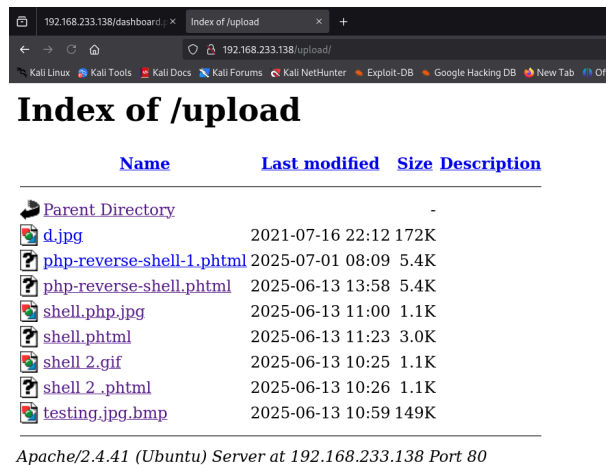 192.168.233.138/dashboard.p
Index of /upload
192.168.233.138/upload/
Kali Linux Kali Tools Kali Docs Kali Forums Kali NetHunter Exploit-DB Google Hacking DB New Tab Of
Index of /upload
Name Last modified Size Description
Parent Directory -
d.jpg 2021-07-16 22:12 172K
php-reverse-shell-1.phtml 2025-07-01 08:09 5.4K
php-reverse-shell.phtml 2025-06-13 13:58 5.4K
shell.php.jpg 2025-06-13 11:00 1.1K
shell.phtml 2025-06-13 11:23 3.0K
shell 2.gif 2025-06-13 10:25 1.1K
shell 2 .phtml 2025-06-13 10:26 1.1K
testing.jpg.bmp 2025-06-13 10:59 149K
Apache/2.4.41 (Ubuntu) Server at 192.168.233.138 Port 80